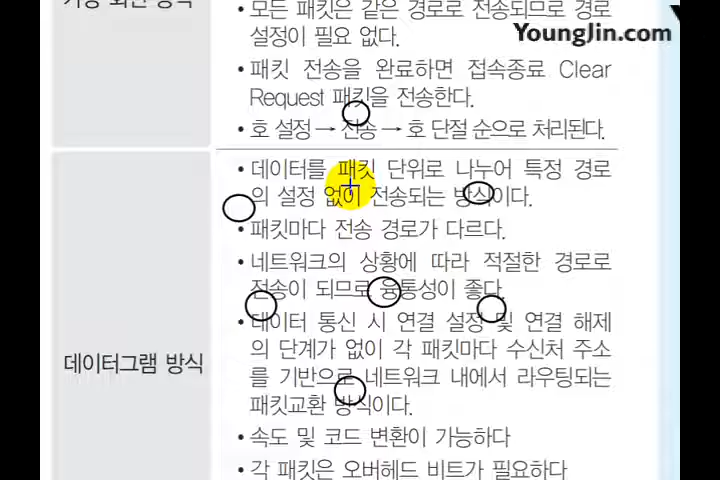 가상 회선 방식
• 모든 패킷은 같은 경로로 전송되므로 경로
설정이 필요 없다.
YoungJin.com
• 패킷 전송을 완료하면 접속종료 Clear
Request 패킷을 전송한다.
• 호 설정 → 전송 → 호 단절 순으로 처리된다.
• 데이터를 패킷 단위로 나누어 특정 경로
의 설정 없이 전송되는 방식이다.
• 패킷마다 전송 경로가 다르다.
• 네트워크의 상황에 따라 적절한 경로로
전송이 되므로 융통성이 좋다.
• 데이터 통신 시 연결 설정 및 연결 해제
의 단계가 없이 각 패킷마다 수신처 주소
데이터그램 방식
를 기반으로 네트워크 내에서 라우팅되는
패킷교환 방식이다.
• 속도 및 코드 변환이 가능하다
• 각 패킷은 오버헤드 비트가 필요하다